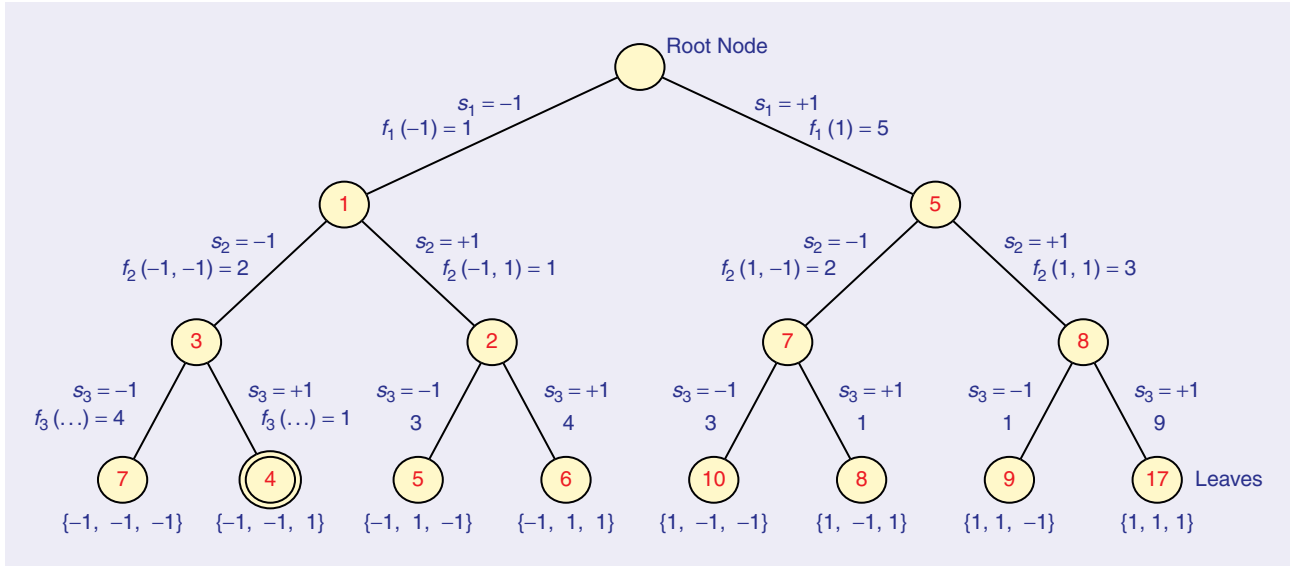 Root Node
s₁ = –1
s₁ = +1
f₁ (–1) = 1
f₁ (1) = 5
1
5
s₂ = –1
s₂ = +1
s₂ = –1
s₂ = +1
f₂ (–1, –1) = 2
f₂ (–1, 1) = 1
f₂ (1, –1) = 2
f₂ (1, 1) = 3
3
2
7
8
s₃ = –1
s₃ = +1
s₃ = –1
s₃ = +1
s₃ = –1
s₃ = +1
s₃ = –1
s₃ = +1
f₃ (…) = 4
f₃ (…) = 1
3
4
3
1
1
9
7
4
5
6
10
8
9
17
Leaves
{–1, –1, –1}
{–1, –1, 1}
{–1, 1, –1}
{–1, 1, 1}
{1, –1, –1}
{1, –1, 1}
{1, 1, –1}
{1, 1, 1}